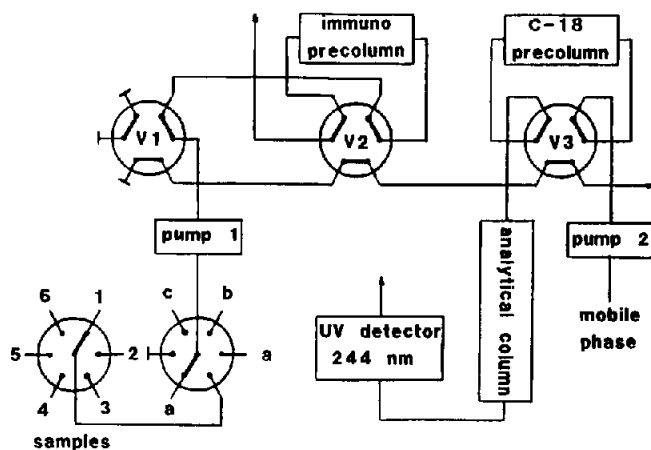 immuno
precolumn
C-18
precolumn
V1
V2
V3
pump 1
pump 2
mobile
phase
analytical column
UV detector
244 nm
1
2
3
4
5
6
samples
c
b
a
a